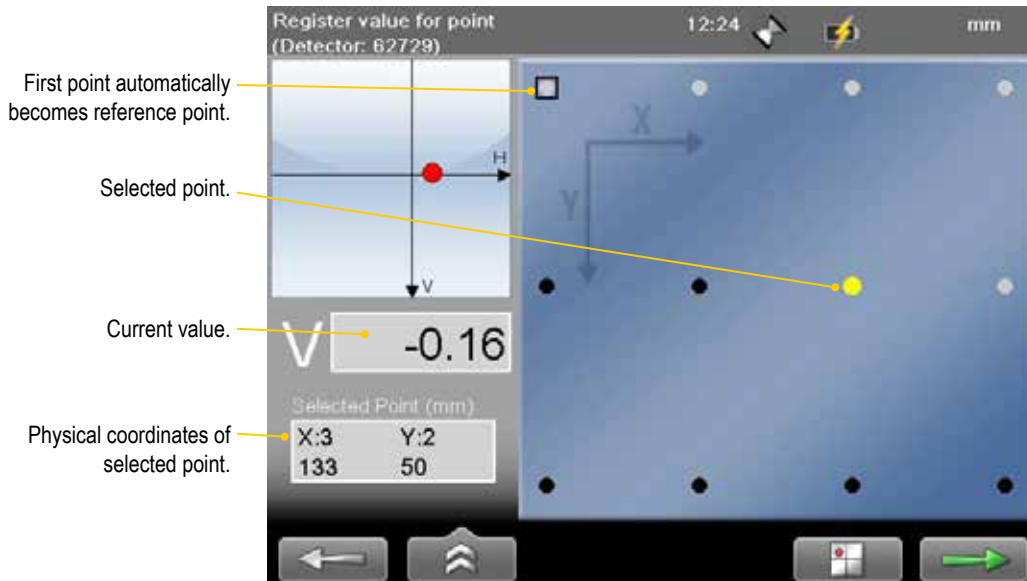 Register value for point
(Detector: 62729)
12:24
mm
First point automatically
becomes reference point.
X
H
Selected point.
Y
V
Current value.
V
-0.16
Selected Point (mm)
Physical coordinates of
selected point.
X:3 Y:2
133 50